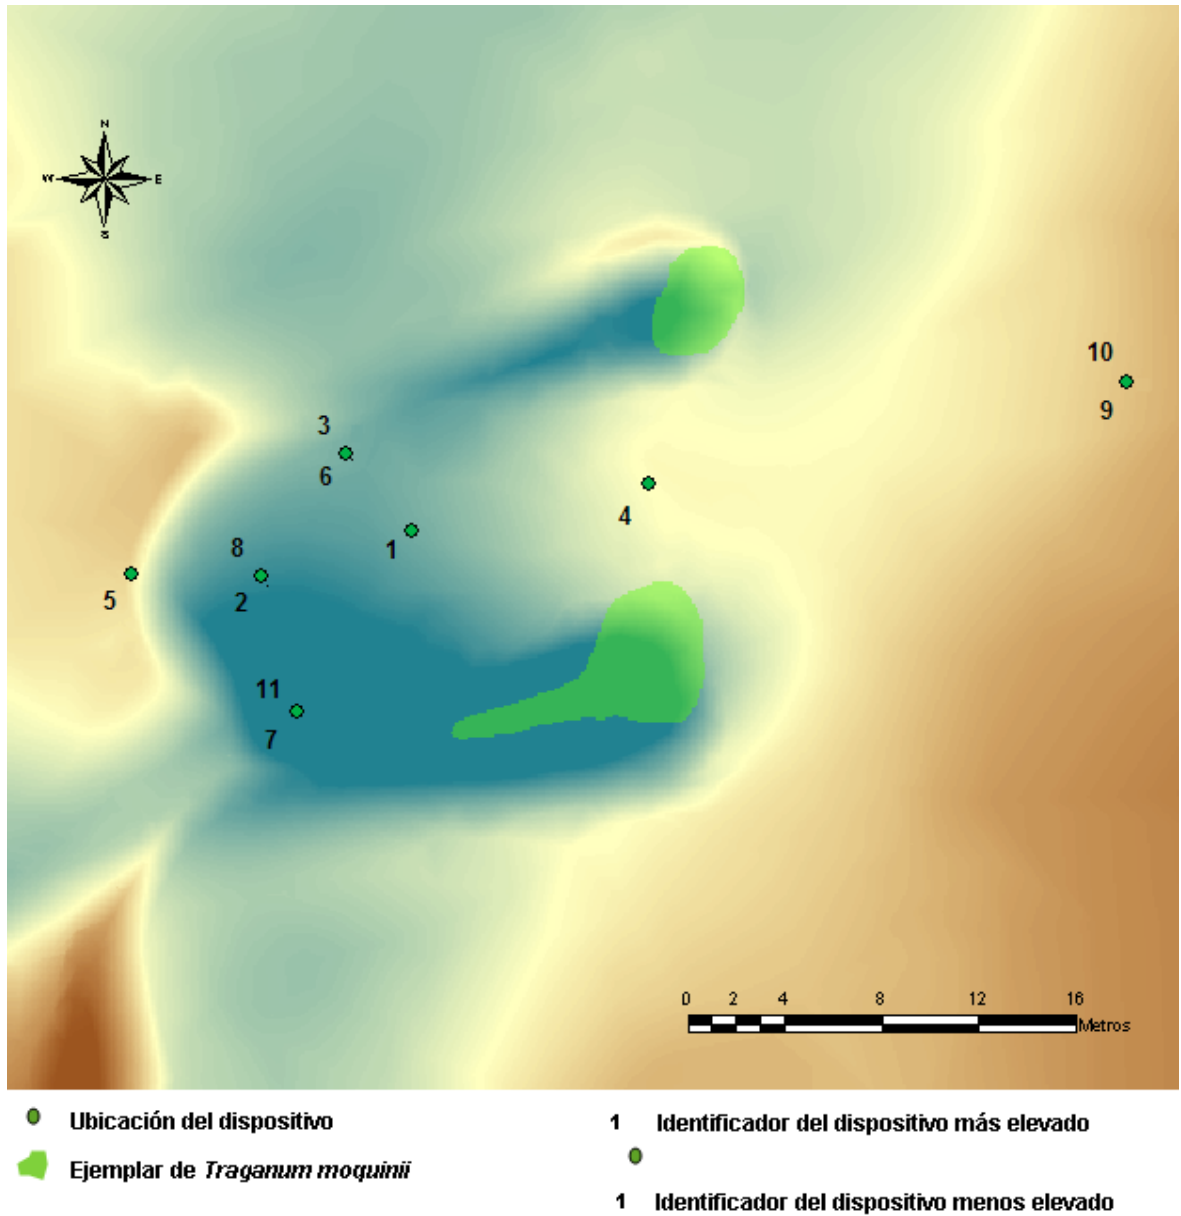 N
W E
S
10
9
3
6
4
1
8
2
5
11
7
0 2 4 8 12 16
Metros
Ubicación del dispositivo
Ejemplar de Traganum moquinii
1 Identificador del dispositivo más elevado
1 Identificador del dispositivo menos elevado